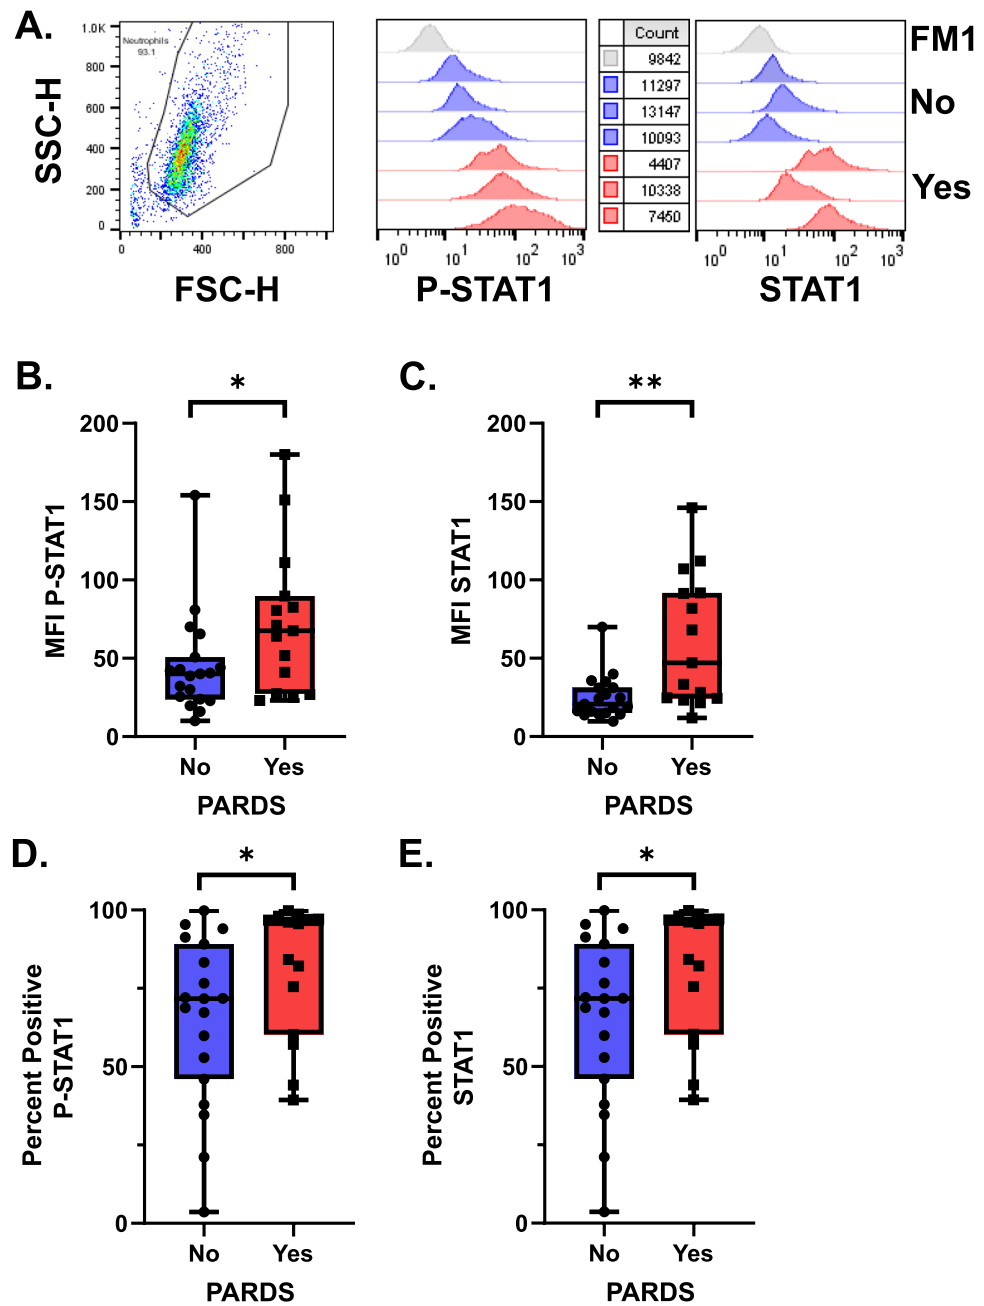 A.
1.0K
800
600
400
200
0
Neutrophils
93.1
SSC-H
0
400
800
FSC-H
10^0
10^1
10^2
10^3
P-STAT1
Count
9842
11297
13147
10093
4407
10338
7450
10^0
10^1
10^2
10^3
STAT1
FM1
No
Yes
B.
*
200
150
100
50
0
MFI P-STAT1
No
Yes
PARDS
C.
**
200
150
100
50
0
MFI STAT1
No
Yes
PARDS
D.
*
100
50
0
Percent Positive
P-STAT1
No
Yes
PARDS
E.
*
100
50
0
Percent Positive
STAT1
No
Yes
PARDS